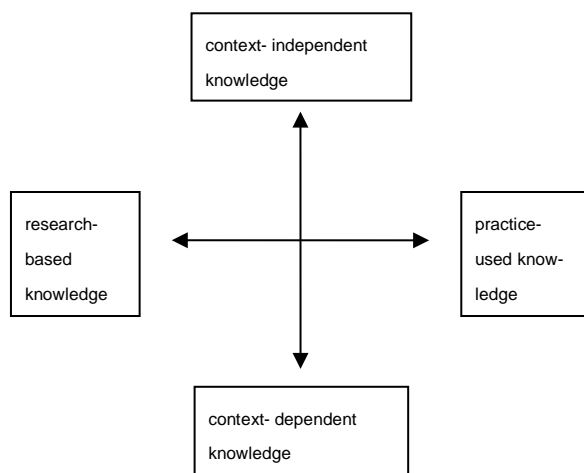 context- independent
knowledge
research-
based
knowledge
practice-
used know-
ledge
context- dependent
knowledge